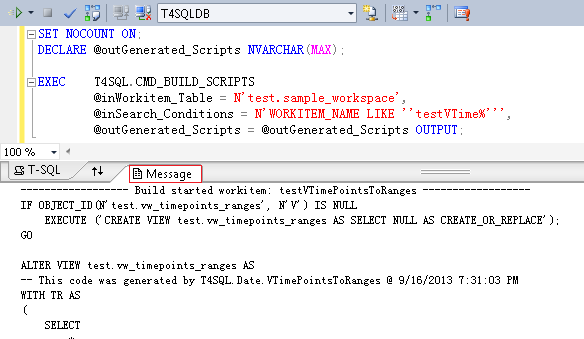 T4SQLDB
SET NOCOUNT ON;
DECLARE @outGenerated_Scripts NVARCHAR(MAX);
EXEC T4SQL.CMD_BUILD_SCRIPTS
@inWorkitem_Table = N'test.sample_workspace',
@inSearch_Conditions = N'WORKITEM_NAME LIKE ''testVTime%''',
@outGenerated_Scripts = @outGenerated_Scripts OUTPUT;
100 %
T-SQL Message
------------------ Build started workitem: testVTimePointsToRanges ------------------
IF OBJECT_ID(N'test.vw_timepoints_ranges', N'V') IS NULL
EXECUTE ('CREATE VIEW test.vw_timepoints_ranges AS SELECT NULL AS CREATE_OR_REPLACE');
GO
ALTER VIEW test.vw_timepoints_ranges AS
-- This code was generated by T4SQL.Date.VTimePointsToRanges @ 9/16/2013 7:31:03 PM
WITH TR AS
(
SELECT